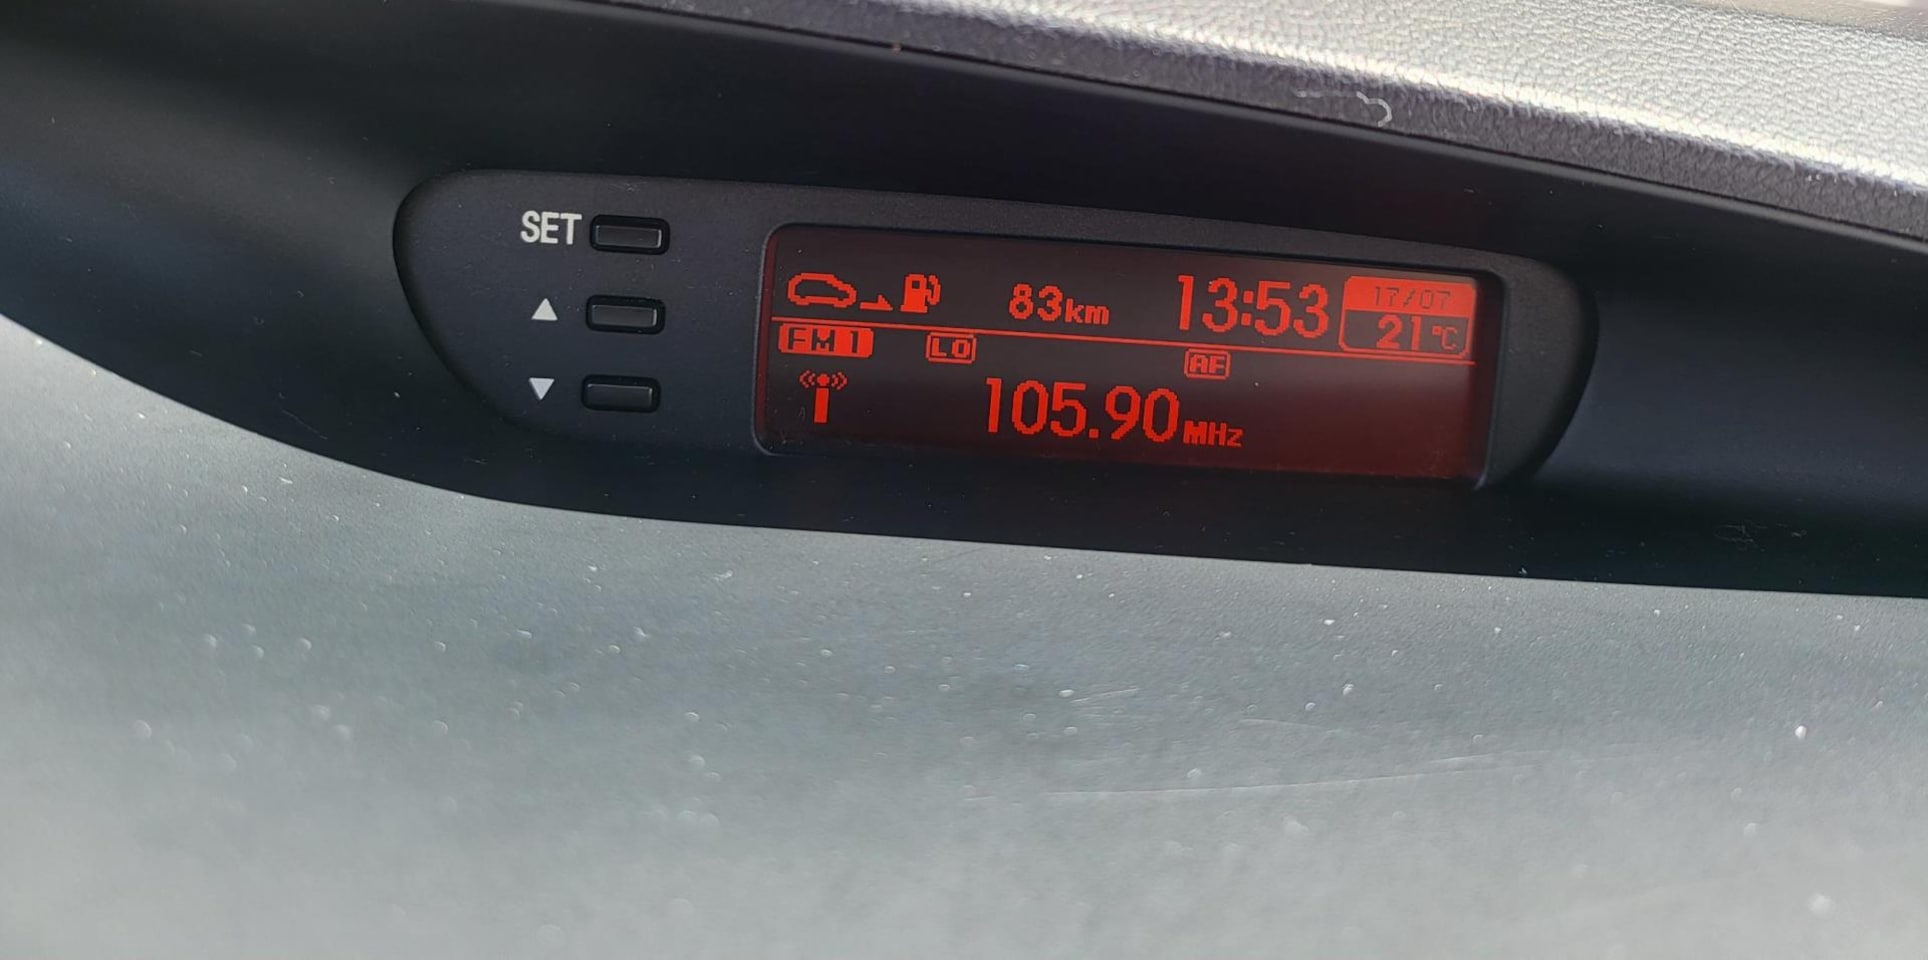 SET
83km 13:53 17/07
21°C
FM1 LO AF
105.90MHz